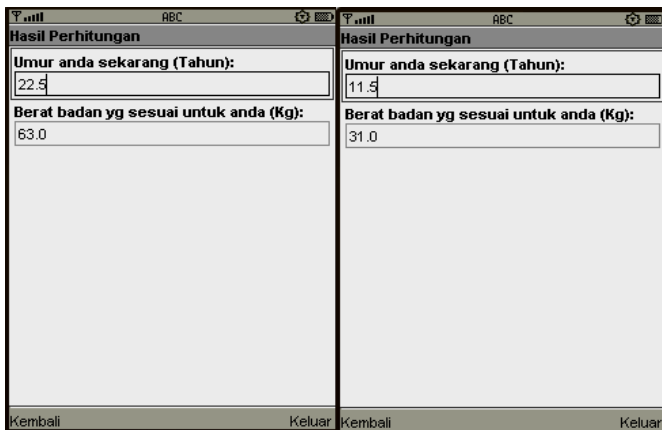 ABC
Hasil Perhitungan
Umur anda sekarang (Tahun):
22.5
Berat badan yg sesuai untuk anda (Kg):
63.0
Kembali Keluar
ABC
Hasil Perhitungan
Umur anda sekarang (Tahun):
11.5
Berat badan yg sesuai untuk anda (Kg):
31.0
Kembali Keluar